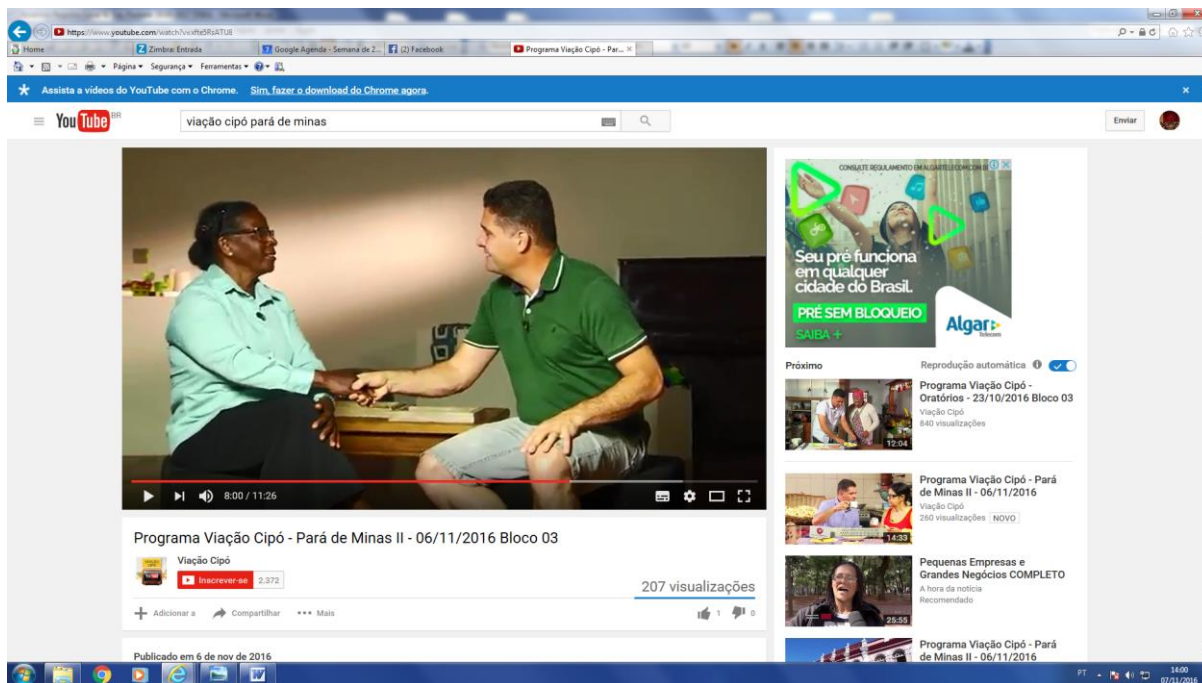 https://www.youtube.com/watch?v=xfte5RzATU8
Home
Zimbra: Entrada
Google Agenda - Semana de 2...
(2) Facebook
Programa Viação Cipó - Par...
Página Segurança Ferramentas
Assista a vídeos do YouTube com o Chrome. Sim, fazer o download do Chrome agora.
YouTube BR
viação cipó pará de minas
Enviar
CONSULTE REGULAMENTO EM ALGARTELECOM.COM.BR
Seu pré funciona
em qualquer
cidade do Brasil.
PRÉ SEM BLOQUEIO
SAIBA +
Algar
Telecom
8:00 / 11:26
Programa Viação Cipó - Pará de Minas II - 06/11/2016 Bloco 03
Viação Cipó
Inscrever-se 2.372
207 visualizações
Adicionar a Compartilhar Mais
1 0
Publicado em 6 de nov de 2016
Próximo
Reprodução automática
Programa Viação Cipó -
Oratórios - 23/10/2016 Bloco 03
Viação Cipó
840 visualizações
12:04
Programa Viação Cipó - Pará
de Minas II - 06/11/2016
Viação Cipó
260 visualizações NOVO
14:33
Pequenas Empresas e
Grandes Negócios COMPLETO
A hora da notícia
Recomendado
25:55
Programa Viação Cipó - Pará
de Minas II - 06/11/2016
PT
14:00
07/11/2016